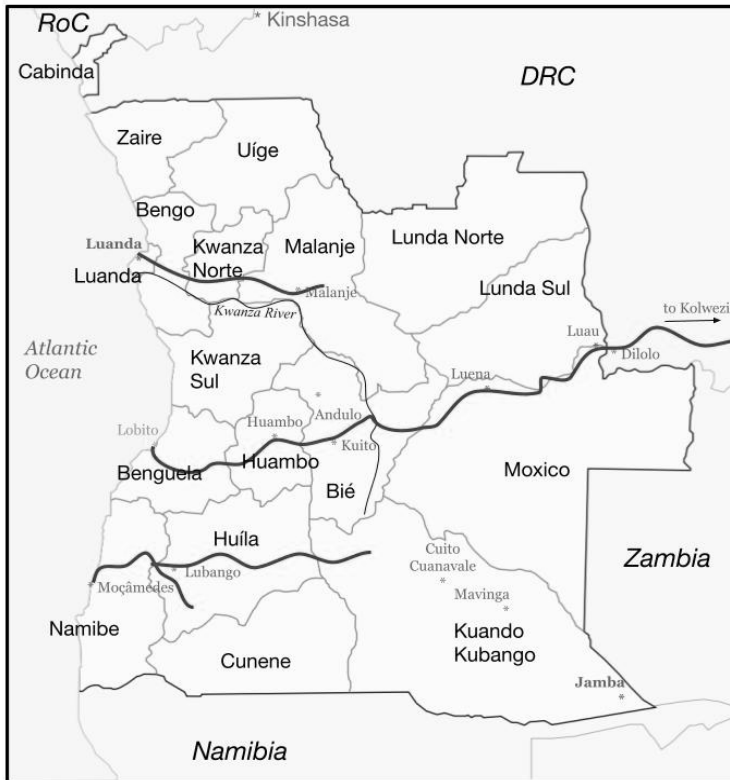 RoC
Kinshasa
Cabinda
DRC
Zaire
Uíge
Bengo
Luanda
Kwanza
Norte
Malanje
Lunda Norte
Luanda
Malanje
Lunda Sul
Kwanza River
to Kolwezi
Atlantic
Ocean
Kwanza
Sul
Luau
Dilolo
Luena
Lobito
Huambo
Andulo
Kuito
Benguela
Huambo
Bié
Moxico
Huíla
Zambia
Cuito
Cuanavale
Lubango
Moçâmedes
Mavinga
Namibe
Kuando
Kubango
Cunene
Jamba
Namibia